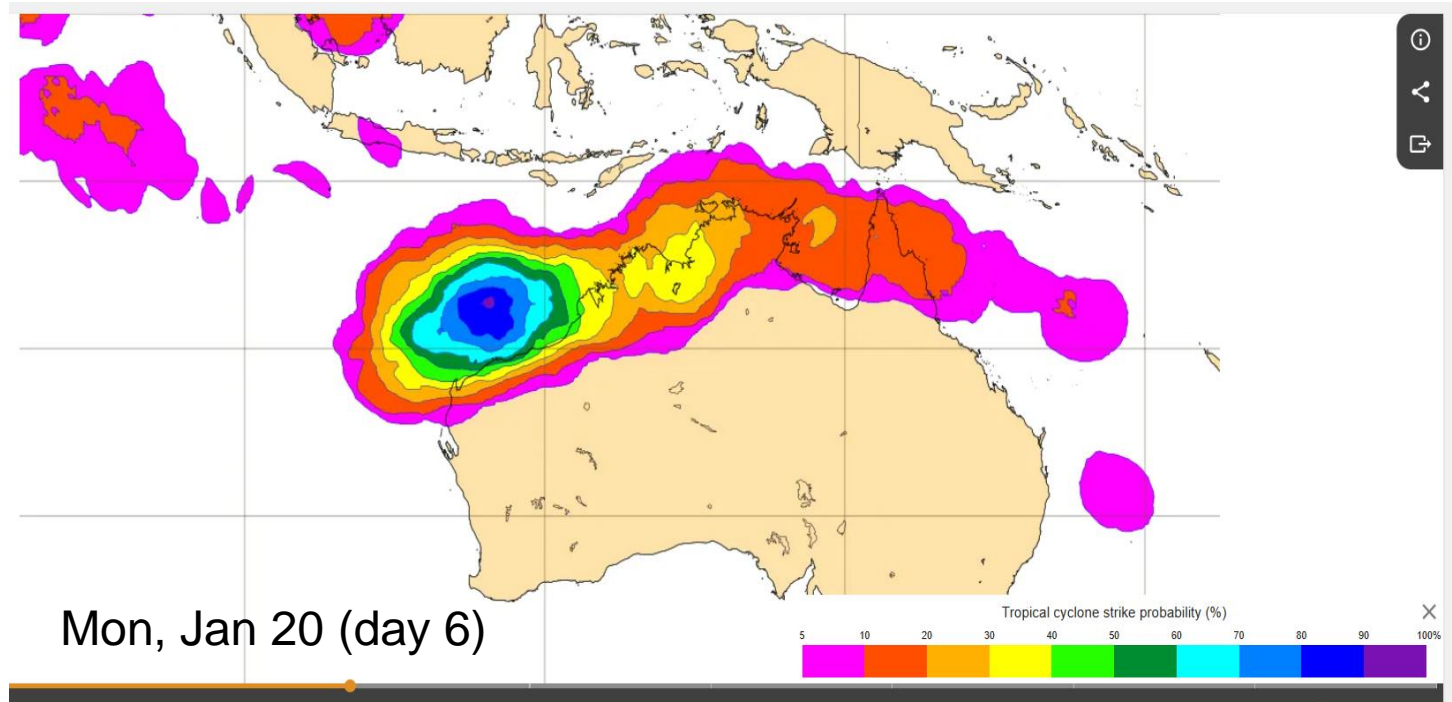 Mon, Jan 20 (day 6)
Tropical cyclone strike probability (%)
5 10 20 30 40 50 60 70 80 90 100%